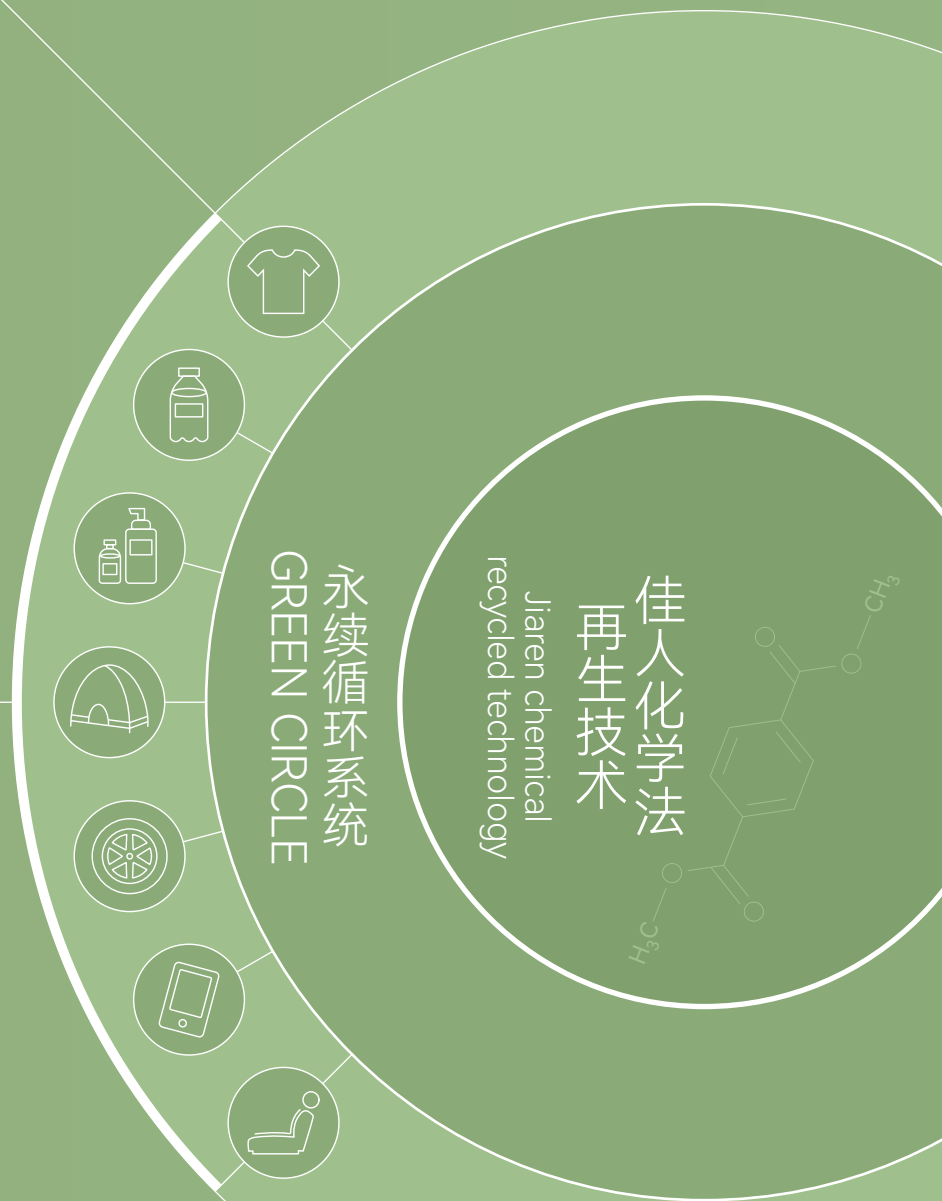 佳人化学法
再生技术
Jiaren chemical
recycled technology
永续循环系统
GREEN CIRCLE
CH₃
H₃C